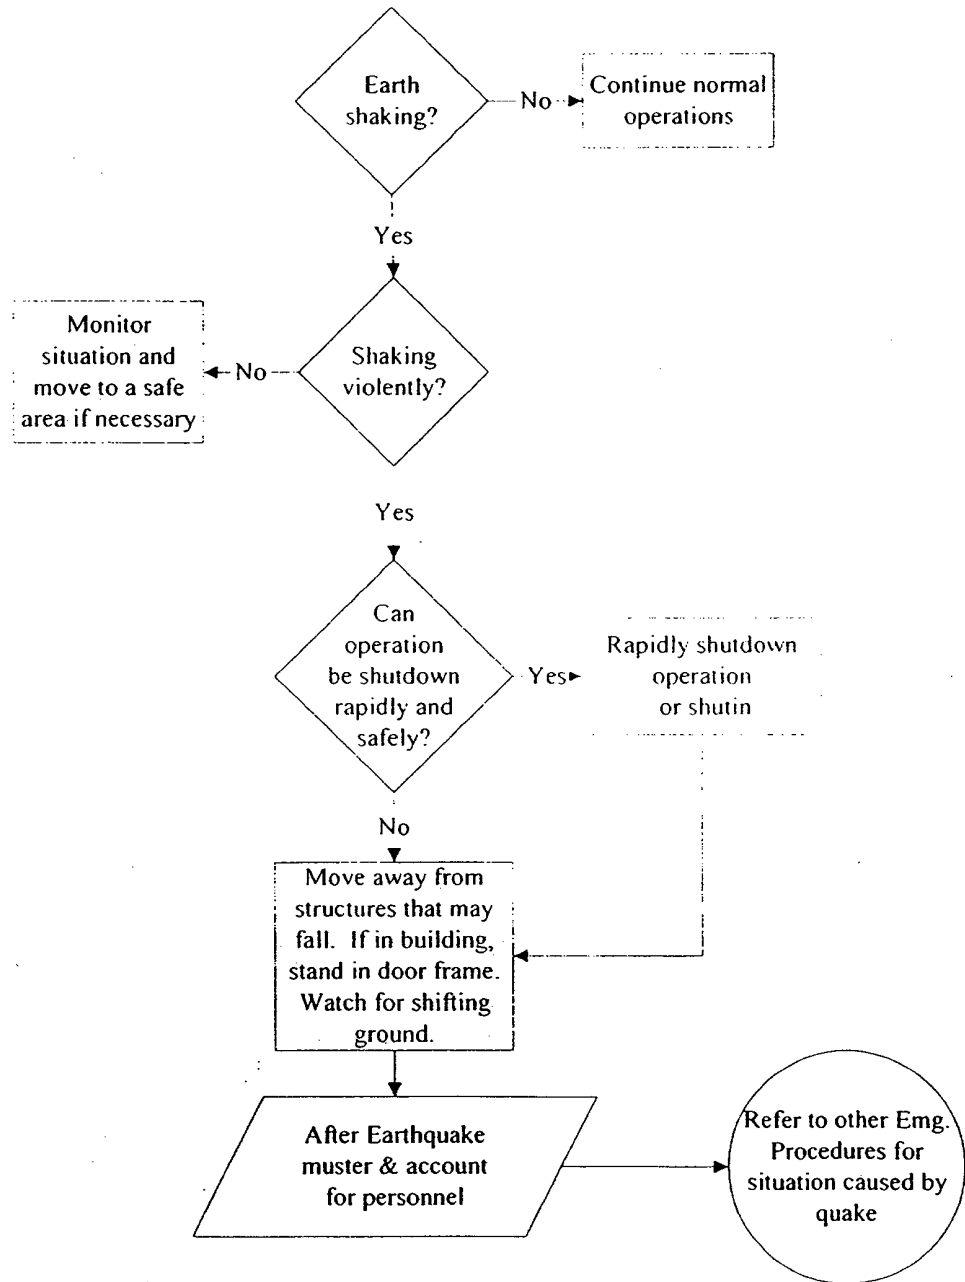 Earth
shaking?
No
Continue normal
operations
Yes
Monitor
situation and
move to a safe
area if necessary
No
Shaking
violently?
Yes
Can
operation
be shutdown
rapidly and
safely?
Yes
Rapidly shutdown
operation
or shutin
No
Move away from
structures that may
fall. If in building,
stand in door frame.
Watch for shifting
ground.
After Earthquake
muster & account
for personnel
Refer to other Emg.
Procedures for
situation caused by
quake